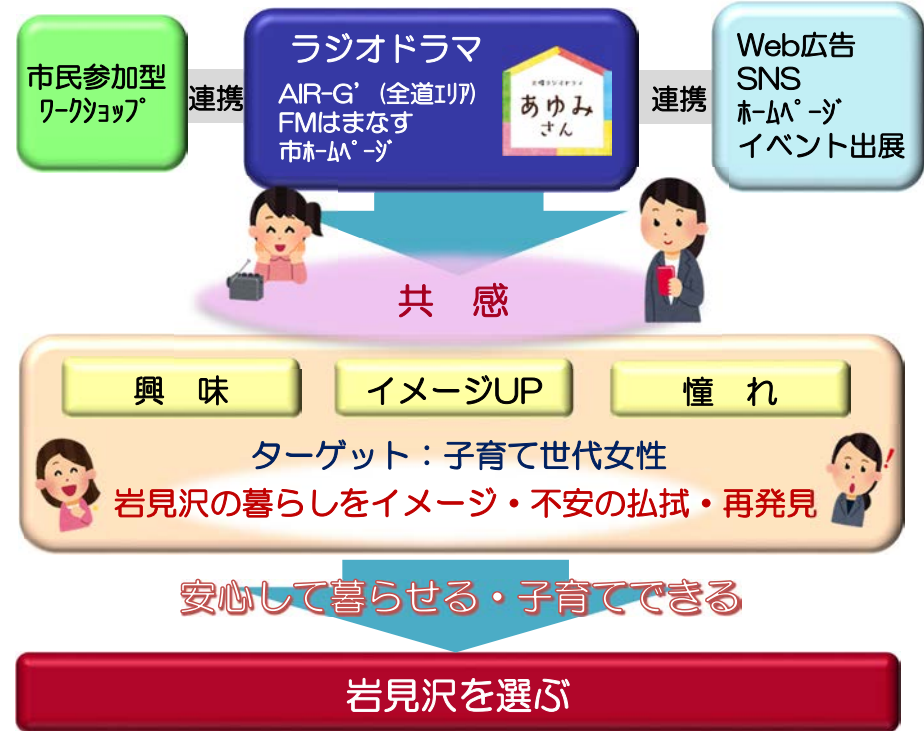 市民参加型
ﾜｰｸｼｮｯﾌﾟ
連携
ラジオドラマ
AIR-G’(全道ｴﾘｱ)
FMはまなす
市ﾎｰﾑﾍﾟｰｼﾞ
あゆみ
さん
連携
Web広告
SNS
ﾎｰﾑﾍﾟｰｼﾞ
イベント出展
共　感
興　味
イメージUP
憧　れ
ターゲット：子育て世代女性
岩見沢の暮らしをイメージ・不安の払拭・再発見
安心して暮らせる・子育てできる
岩見沢を選ぶ